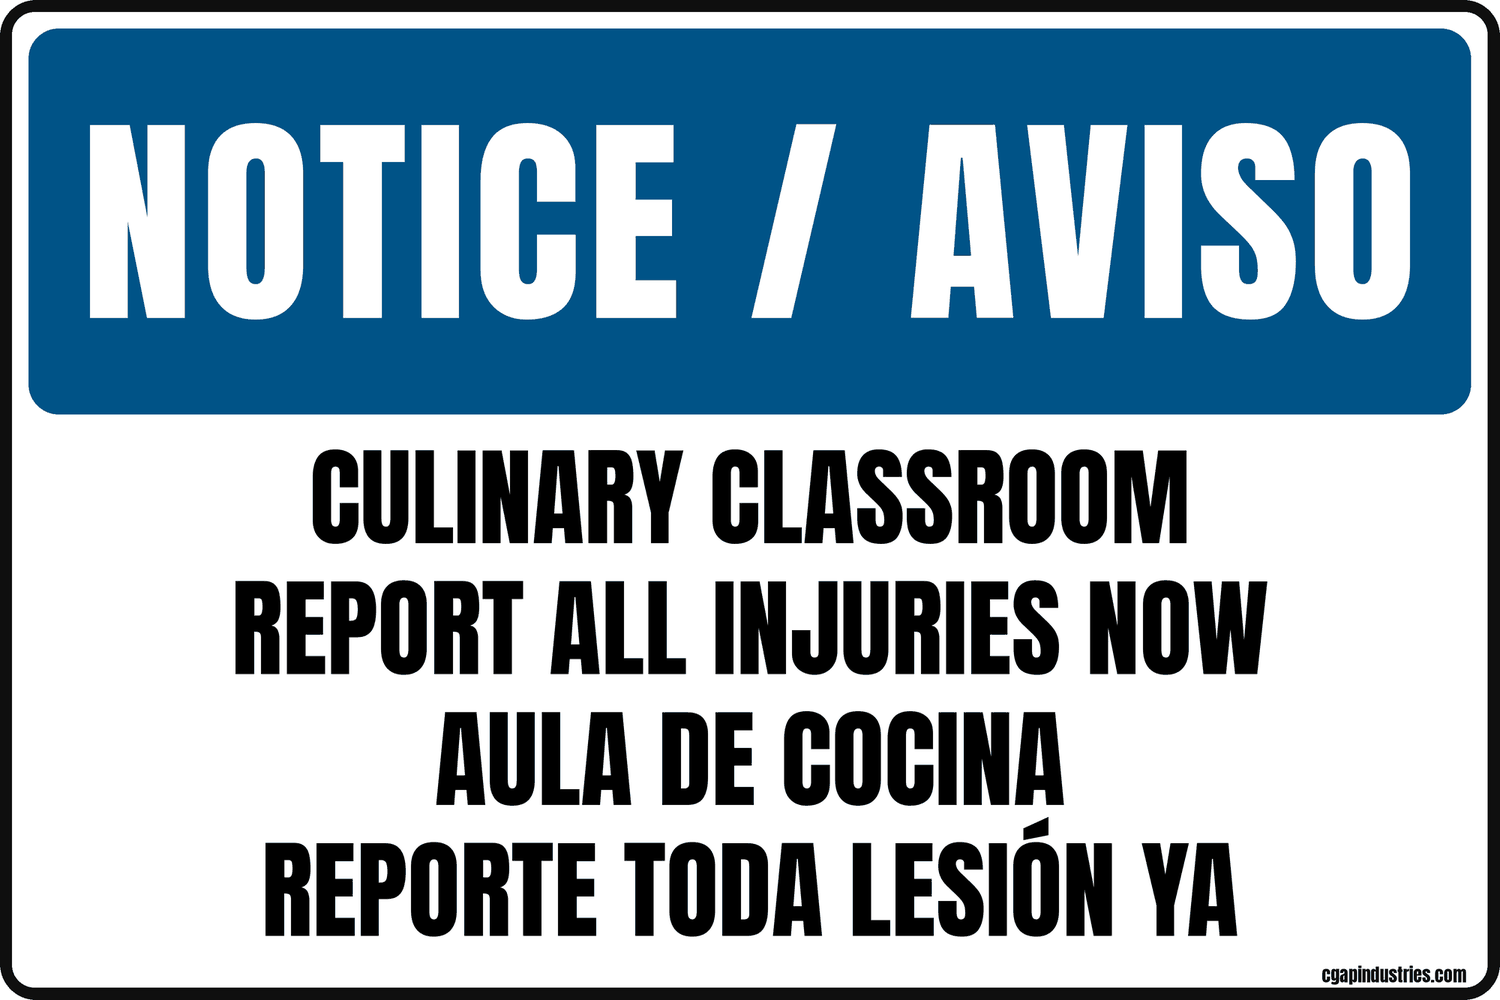 NOTICE / AVISO
CULINARY CLASSROOM
REPORT ALL INJURIES NOW
AULA DE COCINA
REPORTE TODA LESIÓN YA
cgapindustries.com